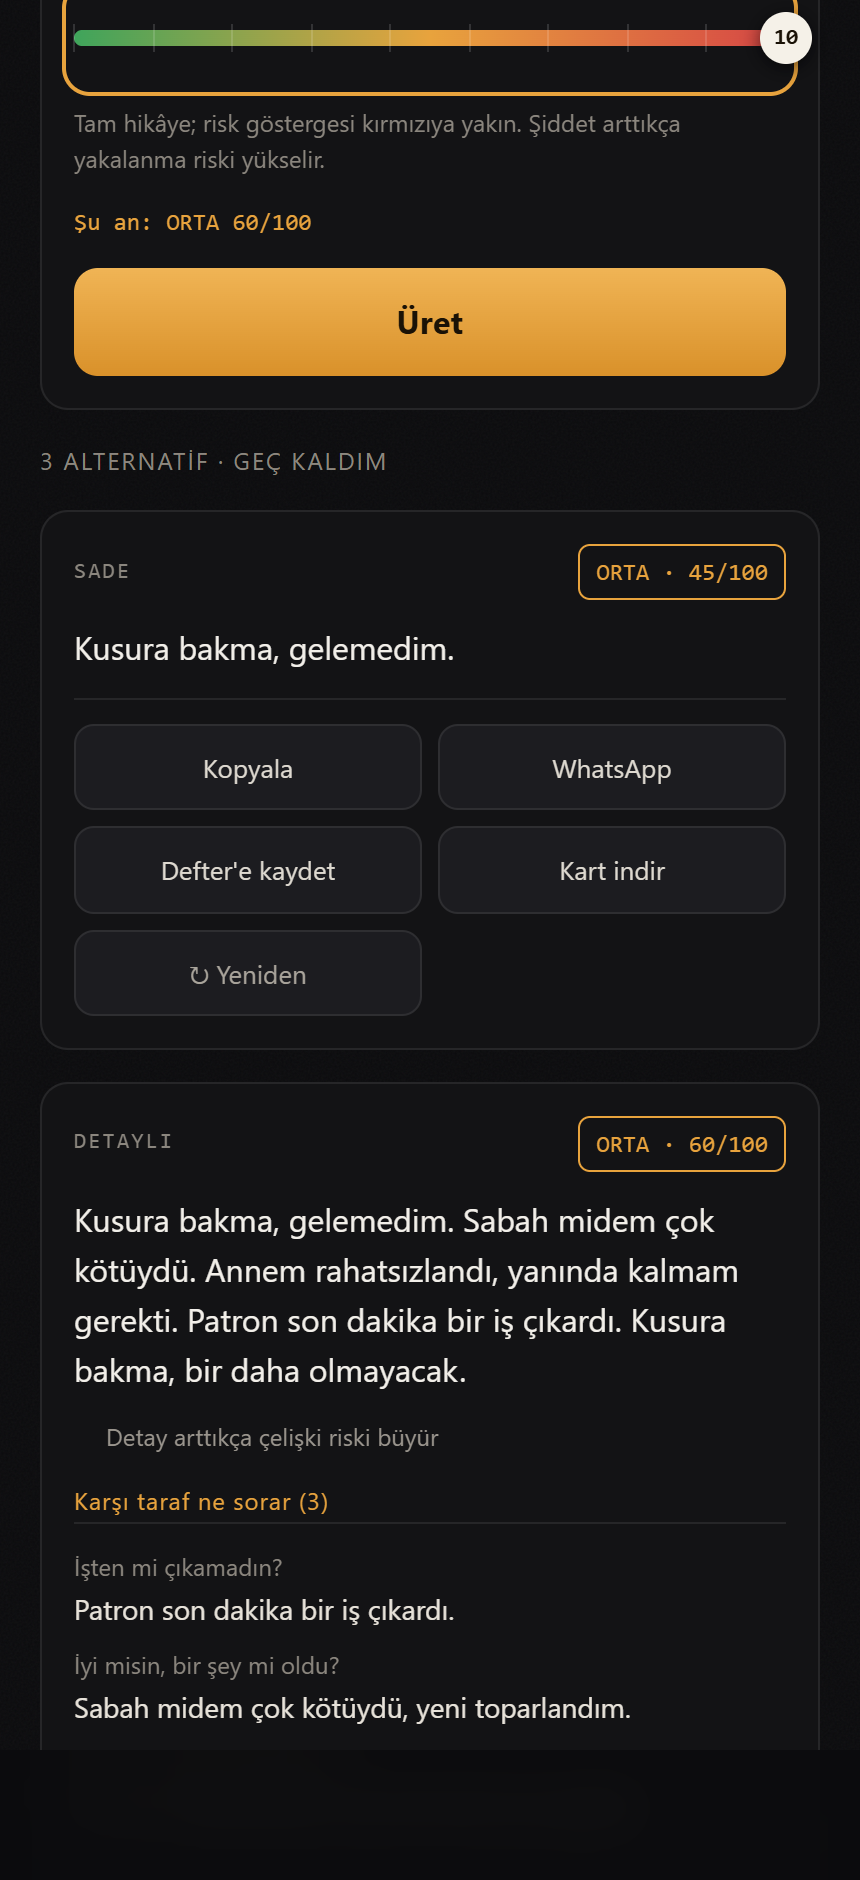 10
Tam hikâye; risk göstergesi kırmızıya yakın. Şiddet arttıkça
yakalanma riski yükselir.
Şu an: ORTA 60/100
Üret
3 ALTERNATİF · GEÇ KALDIM
SADE
ORTA · 45/100
Kusura bakma, gelemedim.
Kopyala
WhatsApp
Defter'e kaydet
Kart indir
↻ Yeniden
DETAYLI
ORTA · 60/100
Kusura bakma, gelemedim. Sabah midem çok
kötüydü. Annem rahatsızlandı, yanında kalmam
gerekti. Patron son dakika bir iş çıkardı. Kusura
bakma, bir daha olmayacak.
Detay arttıkça çelişki riski büyür
Karşı taraf ne sorar (3)
İşten mi çıkamadın?
Patron son dakika bir iş çıkardı.
İyi misin, bir şey mi oldu?
Sabah midem çok kötüydü, yeni toparlandım.